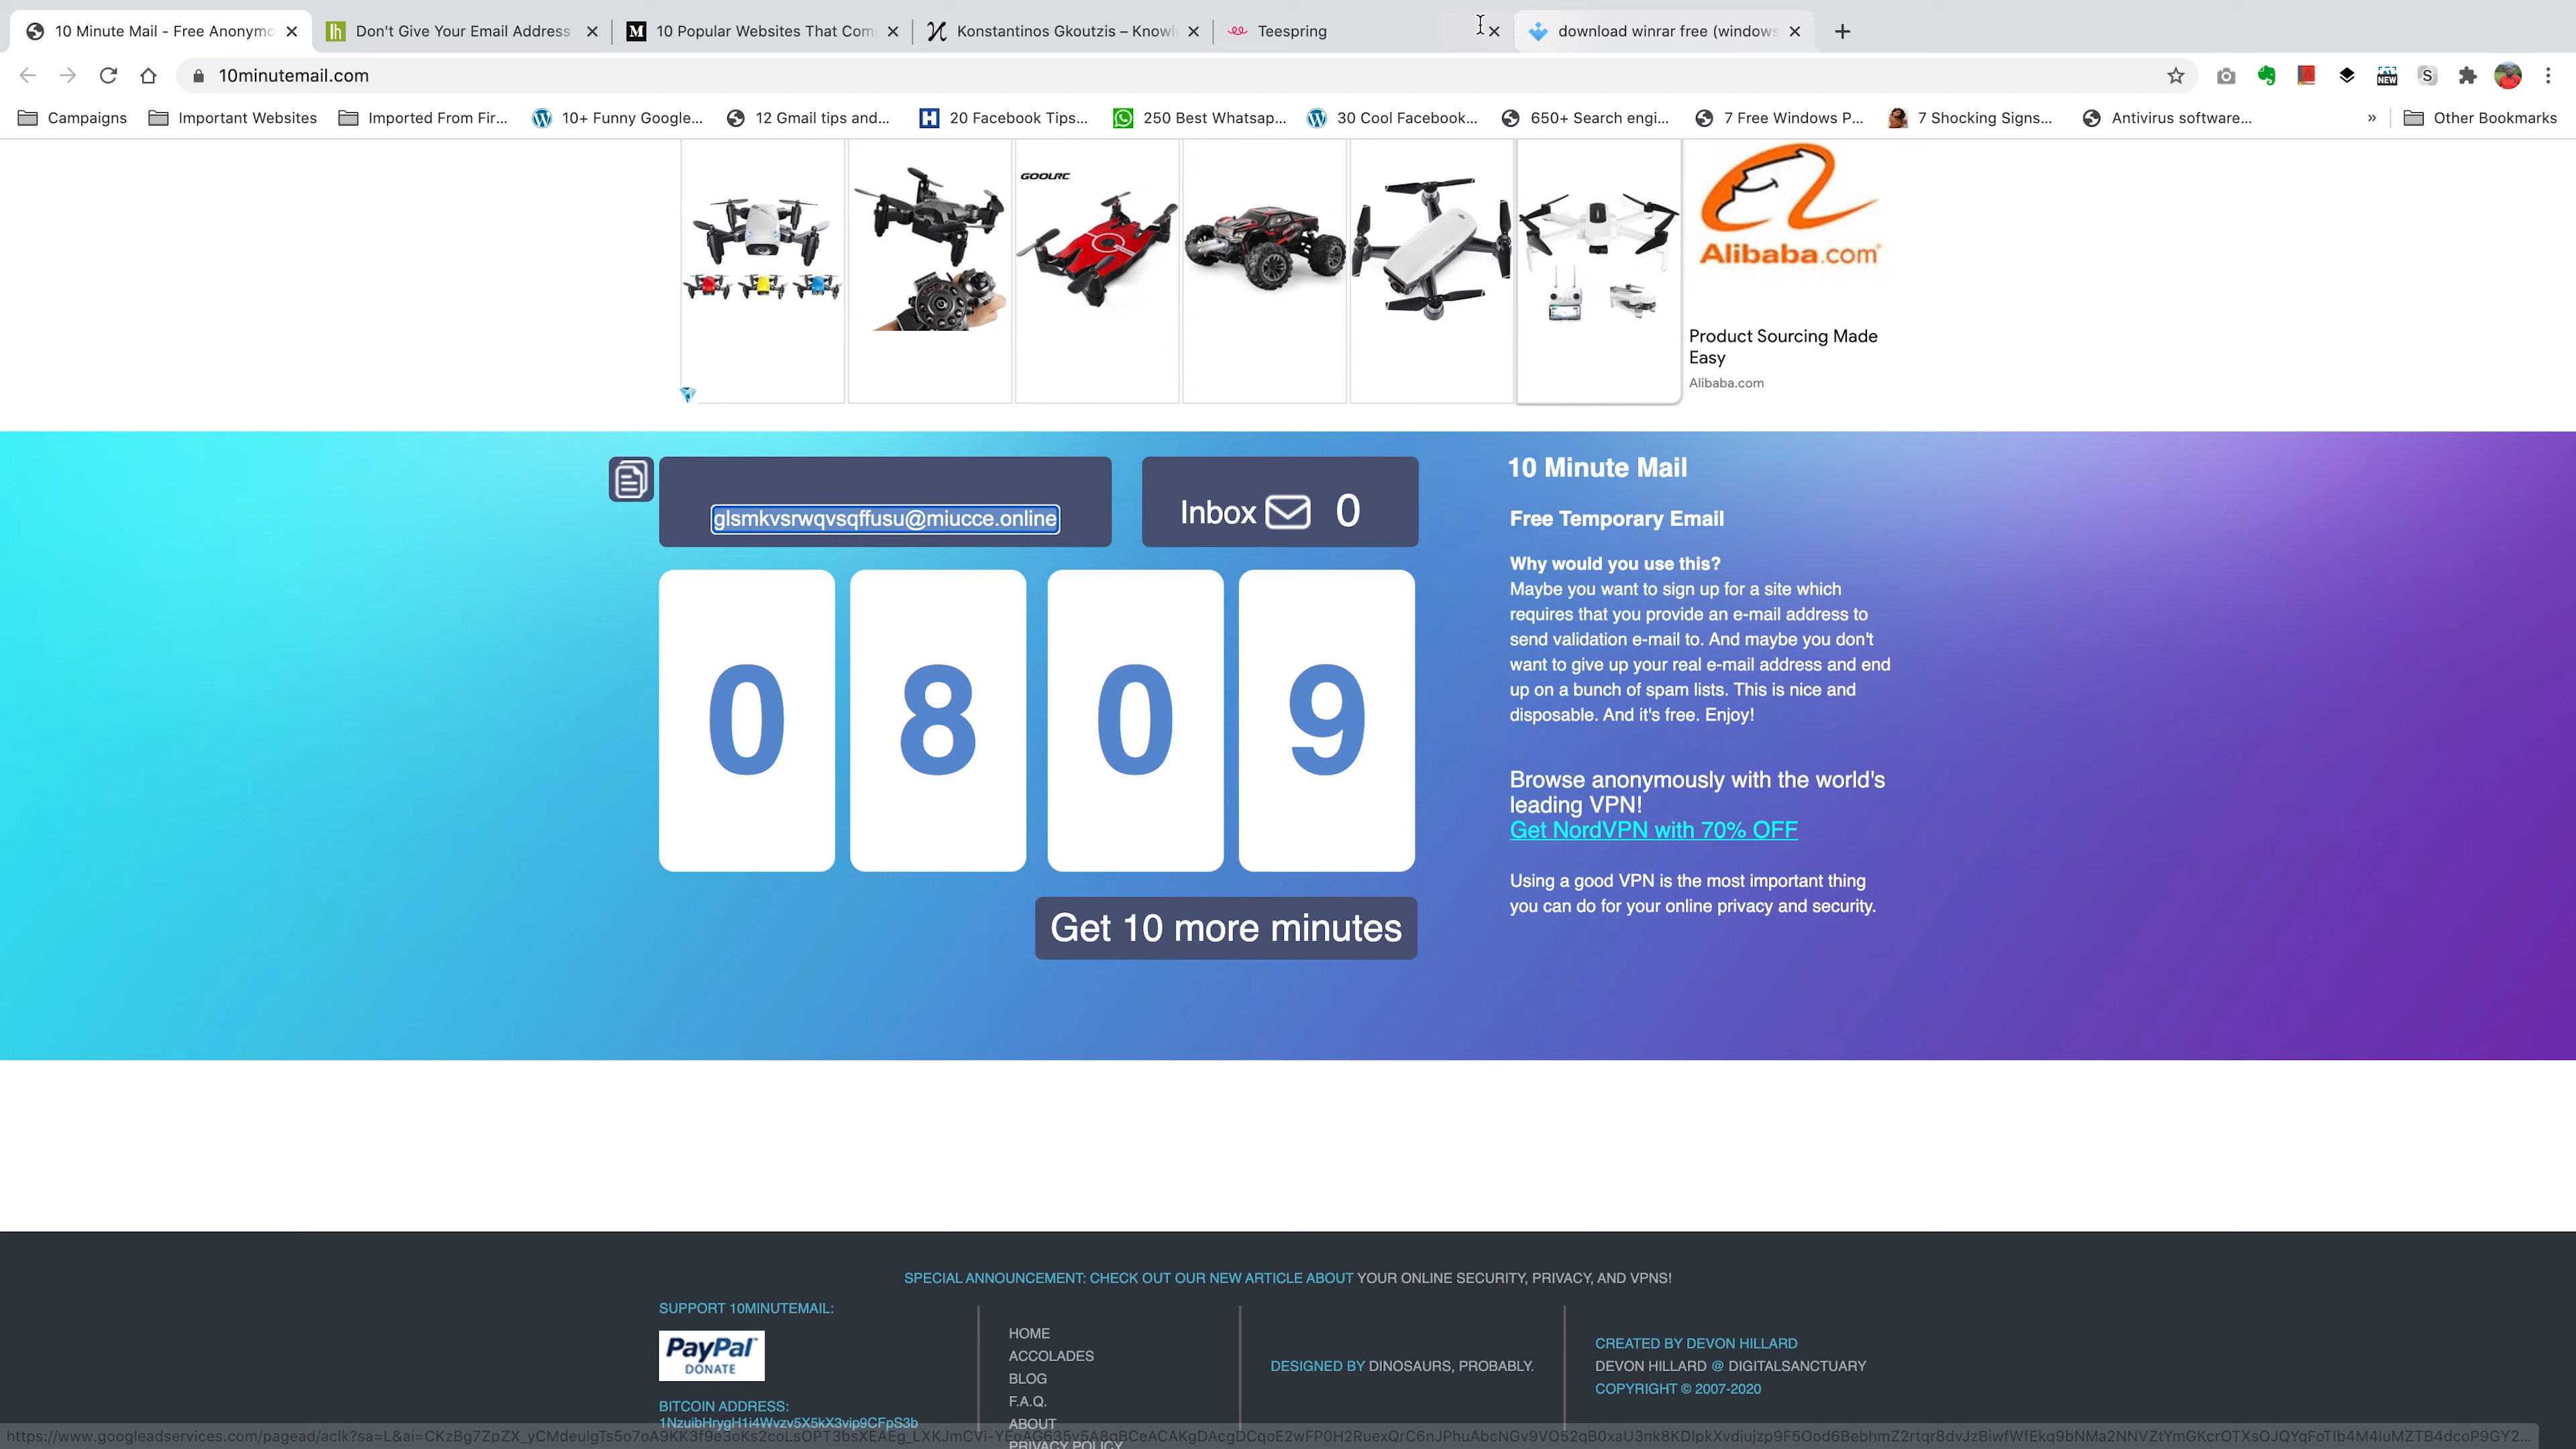 10 Minute Mail - Free Anonymo
Don't Give Your Email Address
10 Popular Websites That Com
Konstantinos Gkoutzis – Knowl
Teespring
download winrar free (windows
10minutemail.com
Campaigns
Important Websites
Imported From Fir...
10+ Funny Google...
12 Gmail tips and...
20 Facebook Tips...
250 Best Whatsap...
30 Cool Facebook...
650+ Search engi...
7 Free Windows P...
7 Shocking Signs...
Antivirus software...
»
Other Bookmarks
GOOLRC
Alibaba.com
Product Sourcing Made
Easy
Alibaba.com
glsmkvsrwqvsqffusu@miucce.online
Inbox 0
0 8 0 9
Get 10 more minutes
10 Minute Mail
Free Temporary Email
Why would you use this?
Maybe you want to sign up for a site which
requires that you provide an e-mail address to
send validation e-mail to. And maybe you don't
want to give up your real e-mail address and end
up on a bunch of spam lists. This is nice and
disposable. And it's free. Enjoy!
Browse anonymously with the world's
leading VPN!
Get NordVPN with 70% OFF
Using a good VPN is the most important thing
you can do for your online privacy and security.
SPECIAL ANNOUNCEMENT: CHECK OUT OUR NEW ARTICLE ABOUT YOUR ONLINE SECURITY, PRIVACY, AND VPNS!
SUPPORT 10MINUTEMAIL:
PayPal
DONATE
BITCOIN ADDRESS:
HOME
ACCOLADES
BLOG
F.A.Q.
ABOUT
PRIVACY POLICY
DESIGNED BY DINOSAURS, PROBABLY.
CREATED BY DEVON HILLARD
DEVON HILLARD @ DIGITALSANCTUARY
COPYRIGHT © 2007-2020